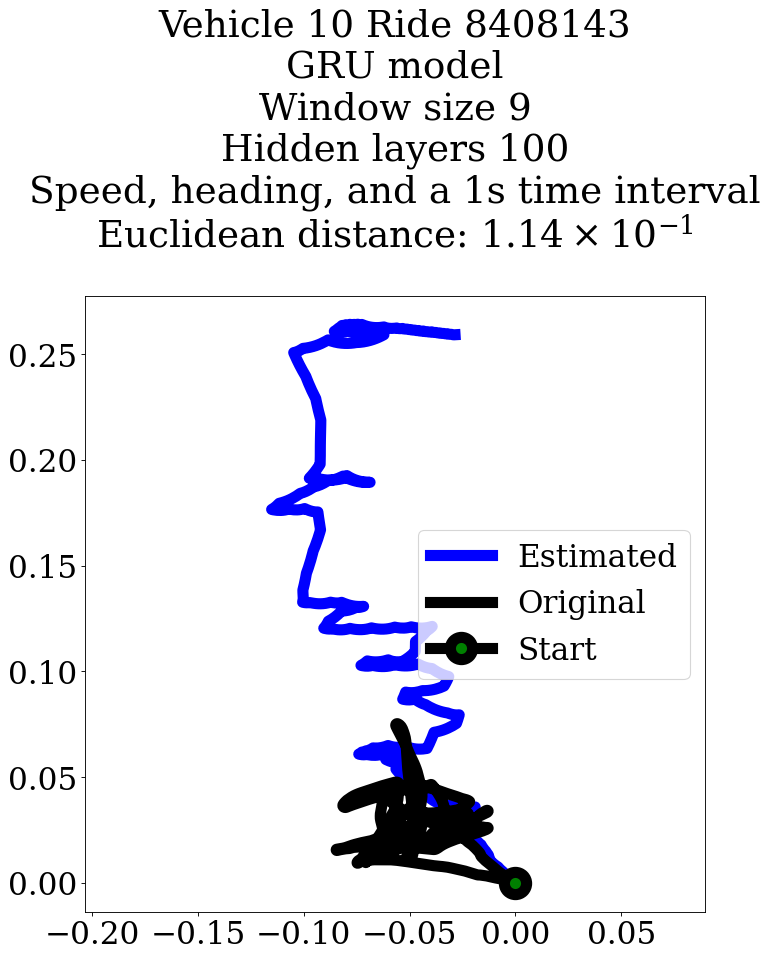 Vehicle 10 Ride 8408143
GRU model
Window size 9
Hidden layers 100
Speed, heading, and a 1s time interval
Euclidean distance: 1.14 × 10⁻¹
0.25
0.20
0.15
0.10
0.05
0.00
Estimated
Original
Start
−0.20 −0.15 −0.10 −0.05 0.00 0.05